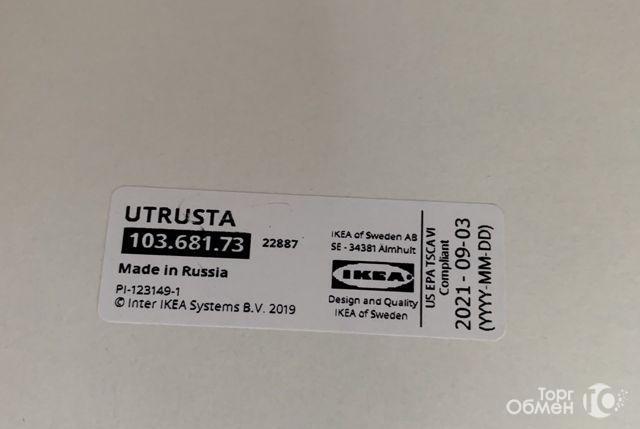 UTRUSTA
103.681.73 22887
Made in Russia
PI-123149-1
© Inter IKEA Systems B.V. 2019
IKEA of Sweden AB
SE - 34381 Älmhult
IKEA
Design and Quality
IKEA of Sweden
US EPA TSCA VI
Compliant
2021 - 09-03
(YYYY-MM-DD)
Торг
Обмен